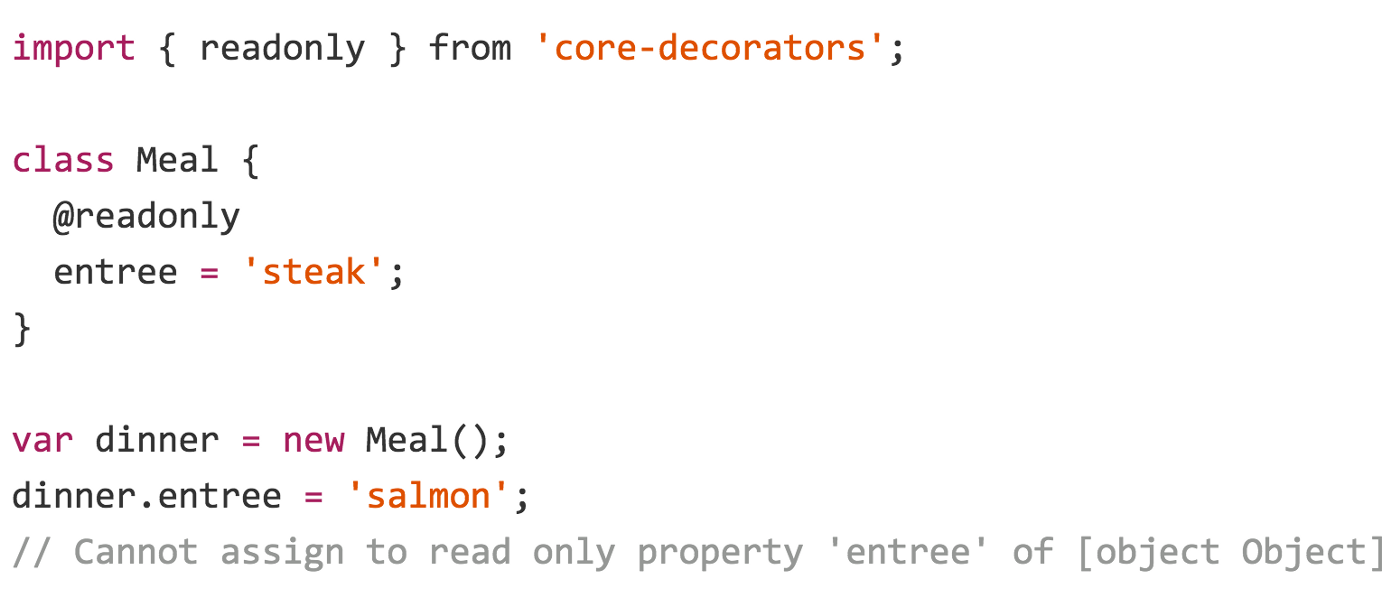 import { readonly } from 'core-decorators';
class Meal {
  @readonly
  entree = 'steak';
}
var dinner = new Meal();
dinner.entree = 'salmon';
// Cannot assign to read only property 'entree' of [object Object]